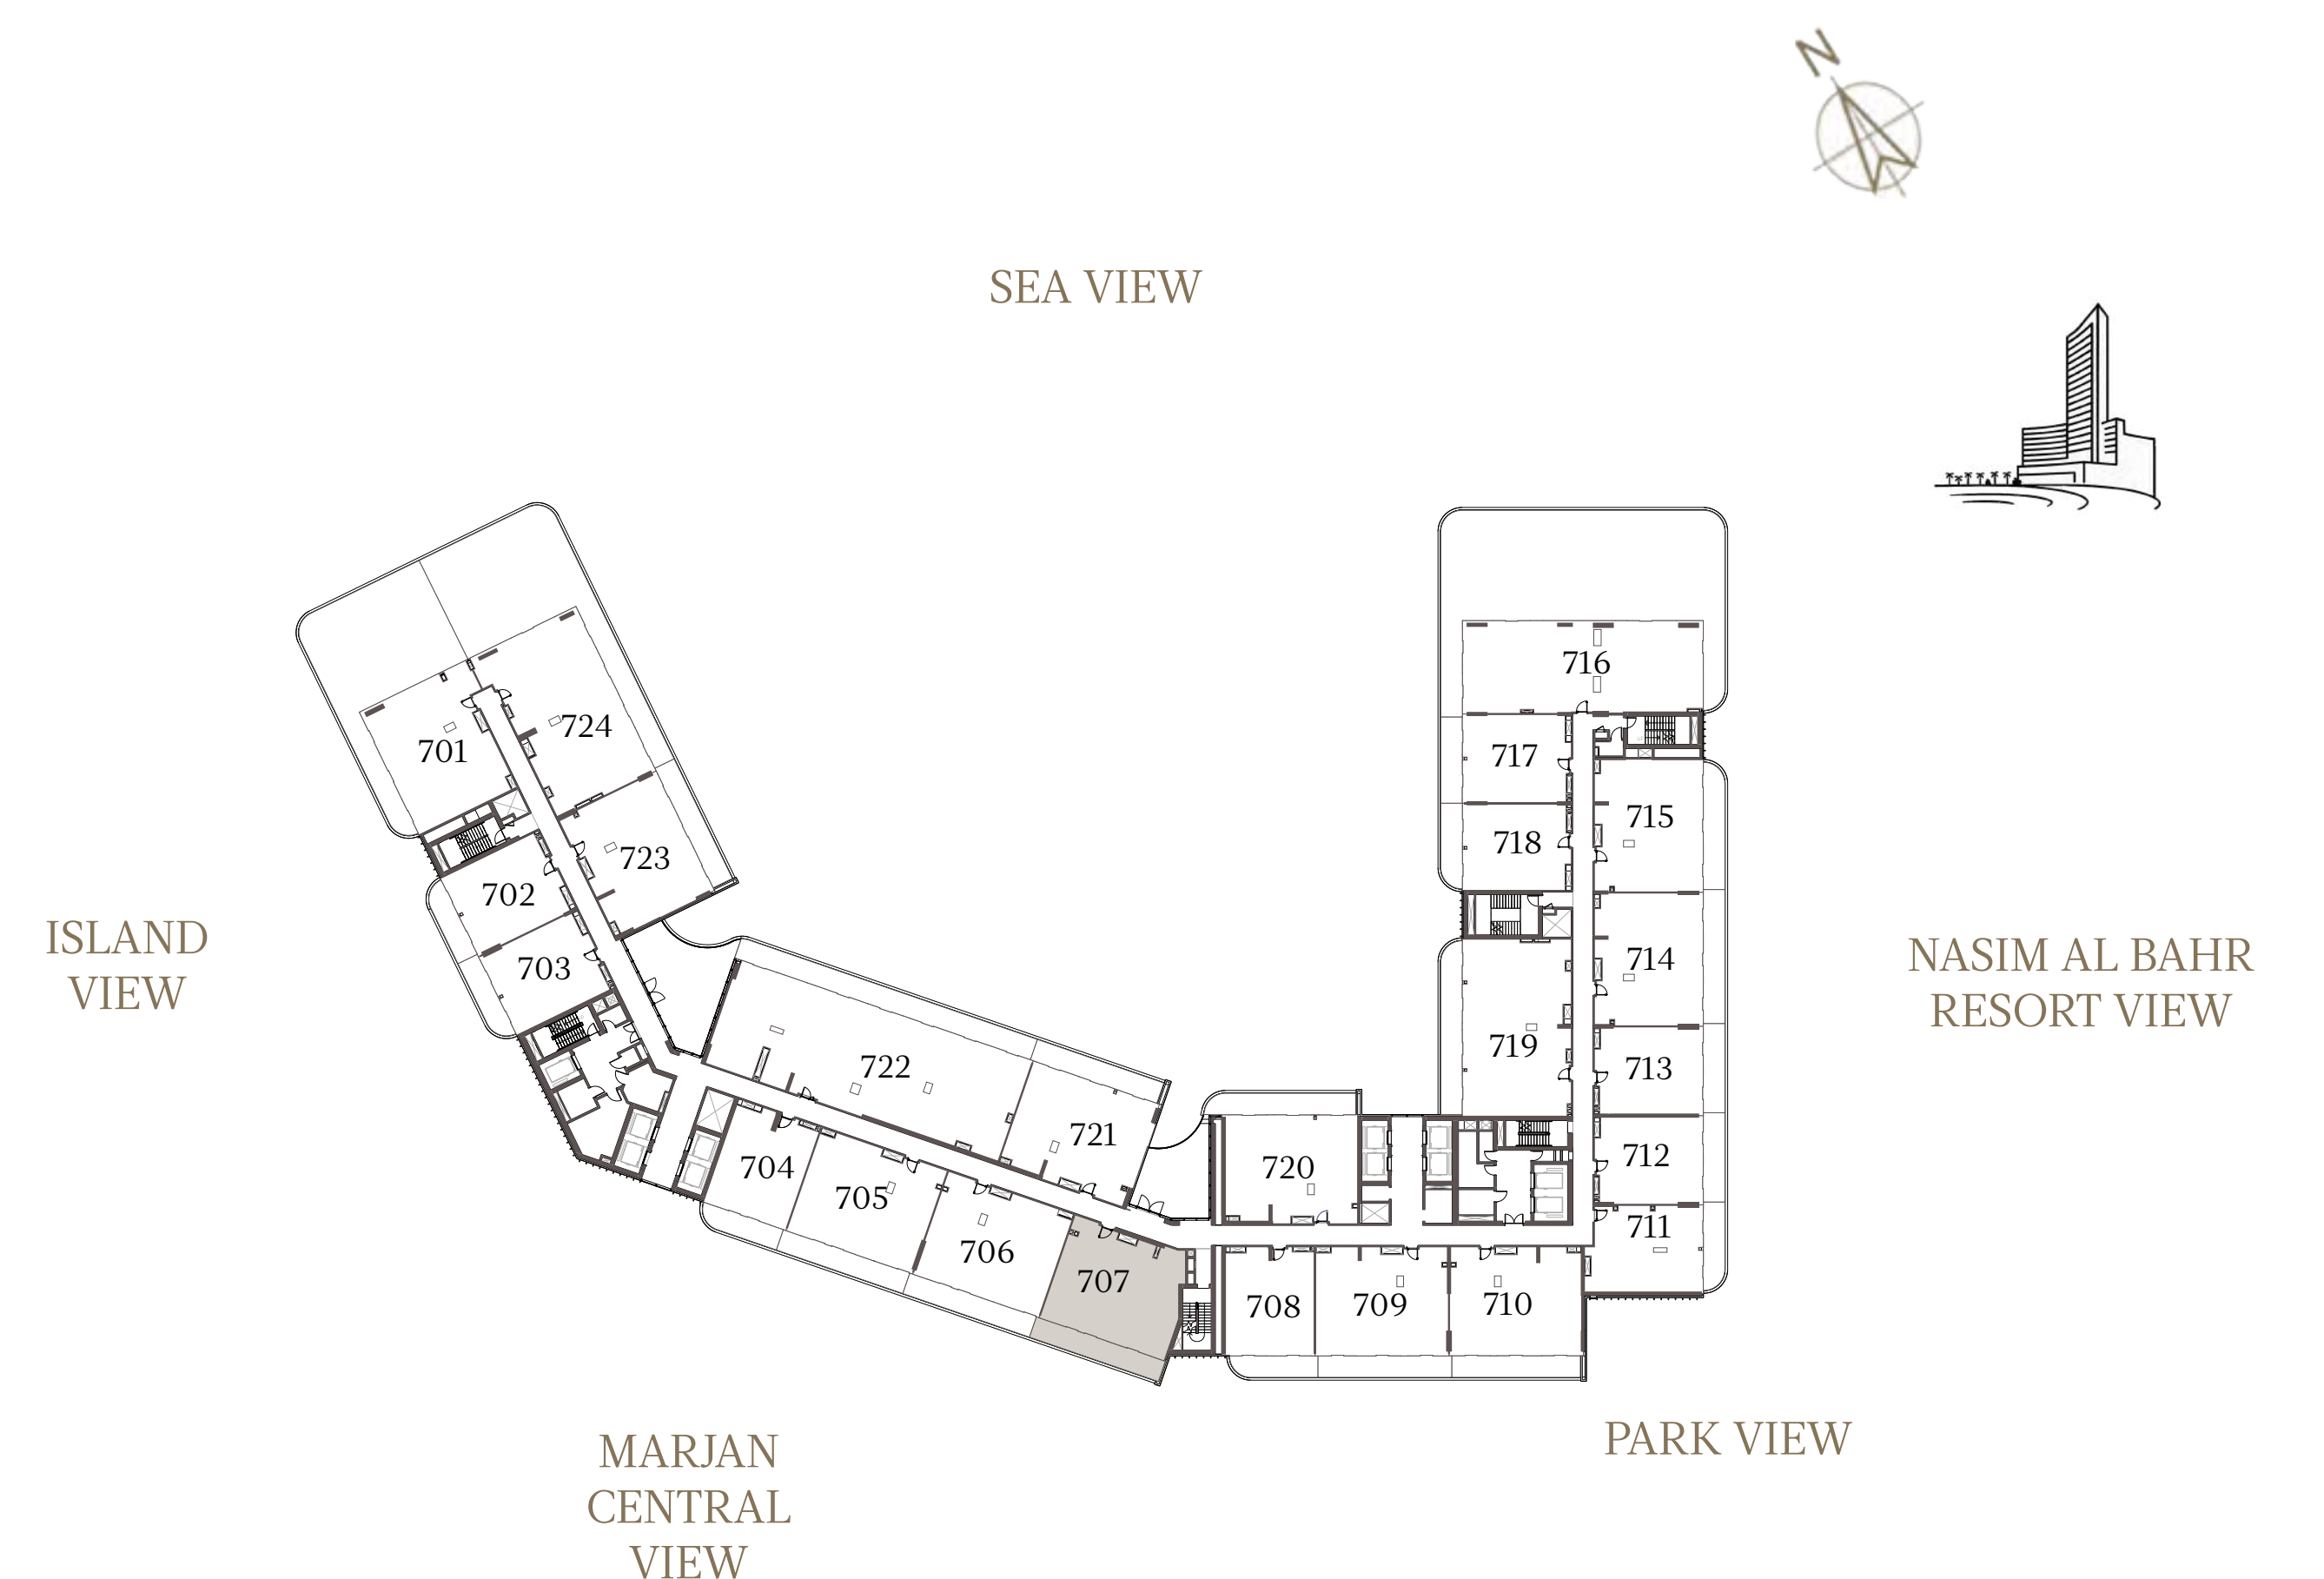 N
SEA VIEW
716
724
701
717
715
718
723
702
ISLAND
VIEW
703
714
NASIM AL BAHR
RESORT VIEW
719
722
713
721
712
704
720
705
711
706
707
708
709
710
PARK VIEW
MARJAN
CENTRAL
VIEW